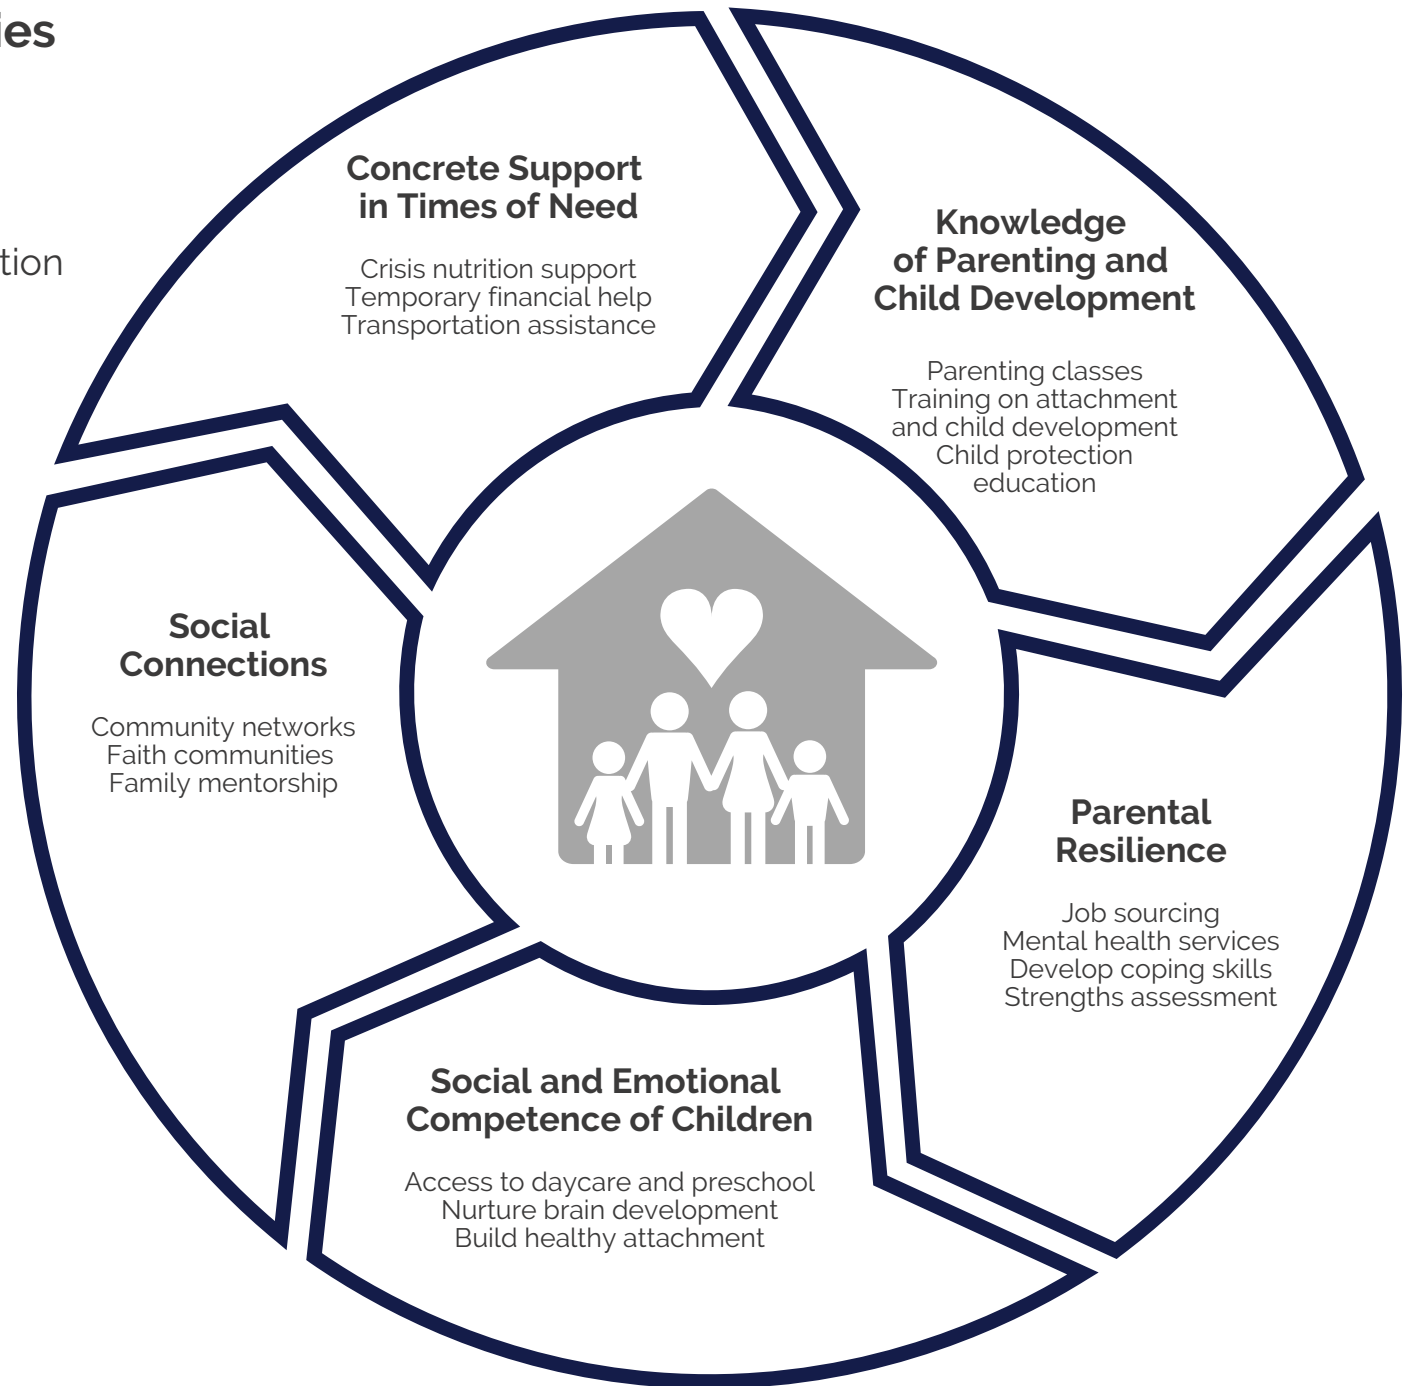 ies
tion
Concrete Support
in Times of Need
Crisis nutrition support
Temporary financial help
Transportation assistance
Knowledge
of Parenting and
Child Development
Parenting classes
Training on attachment
and child development
Child protection
education
Parental
Resilience
Job sourcing
Mental health services
Develop coping skills
Strengths assessment
Social and Emotional
Competence of Children
Access to daycare and preschool
Nurture brain development
Build healthy attachment
Social
Connections
Community networks
Faith communities
Family mentorship